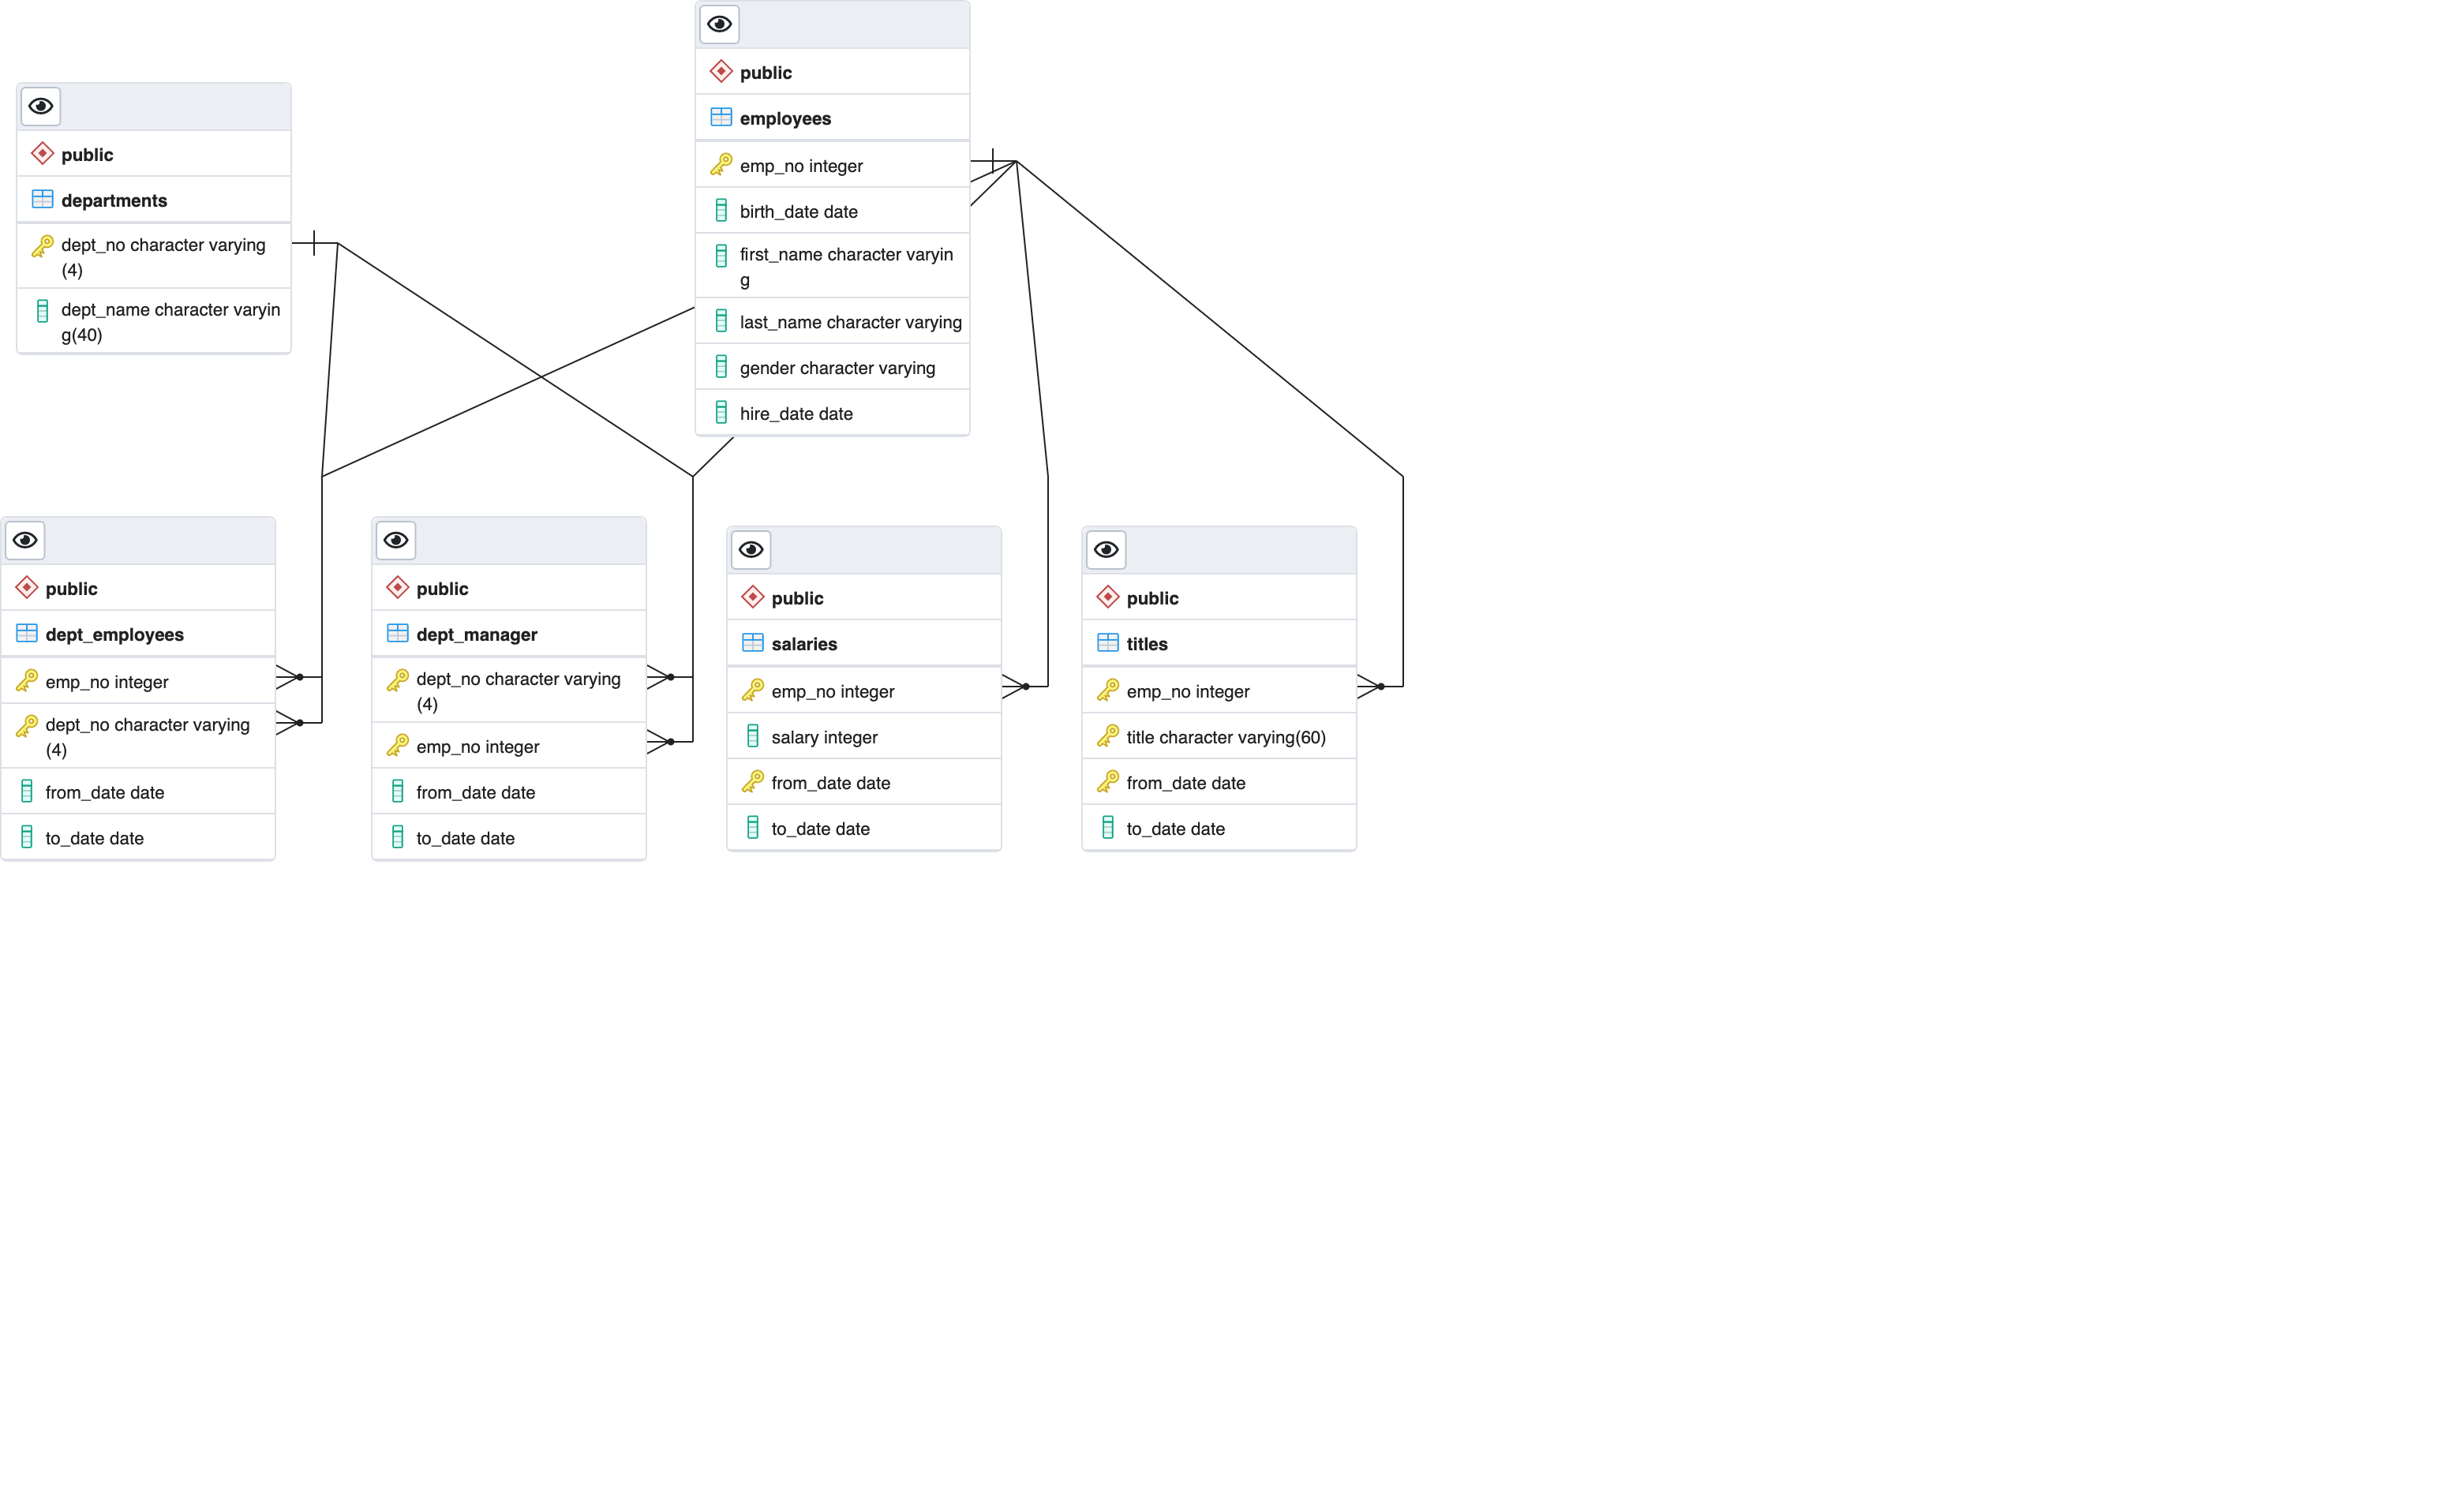 public
departments
dept_no character varying
(4)
dept_name character varyin
g(40)
public
employees
emp_no integer
birth_date date
first_name character varyin
g
last_name character varying
gender character varying
hire_date date
public
dept_employees
emp_no integer
dept_no character varying
(4)
from_date date
to_date date
public
dept_manager
dept_no character varying
(4)
emp_no integer
from_date date
to_date date
public
salaries
emp_no integer
salary integer
from_date date
to_date date
public
titles
emp_no integer
title character varying(60)
from_date date
to_date date